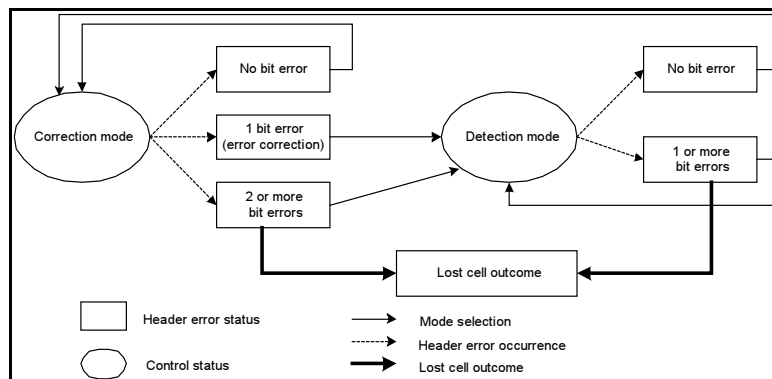 No bit error
No bit error
Correction mode
1 bit error
(error correction)
Detection mode
1 or more
bit errors
2 or more
bit errors
Lost cell outcome
Header error status
Mode selection
Header error occurrence
Control status
Lost cell outcome